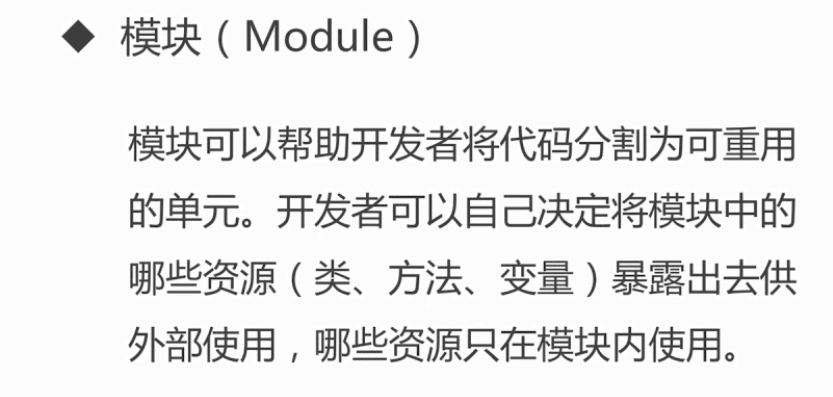 ◆ 模块（Module）
模块可以帮助开发者将代码分割为可重用
的单元。开发者可以自己决定将模块中的
哪些资源（类、方法、变量）暴露出去供
外部使用，哪些资源只在模块内使用。